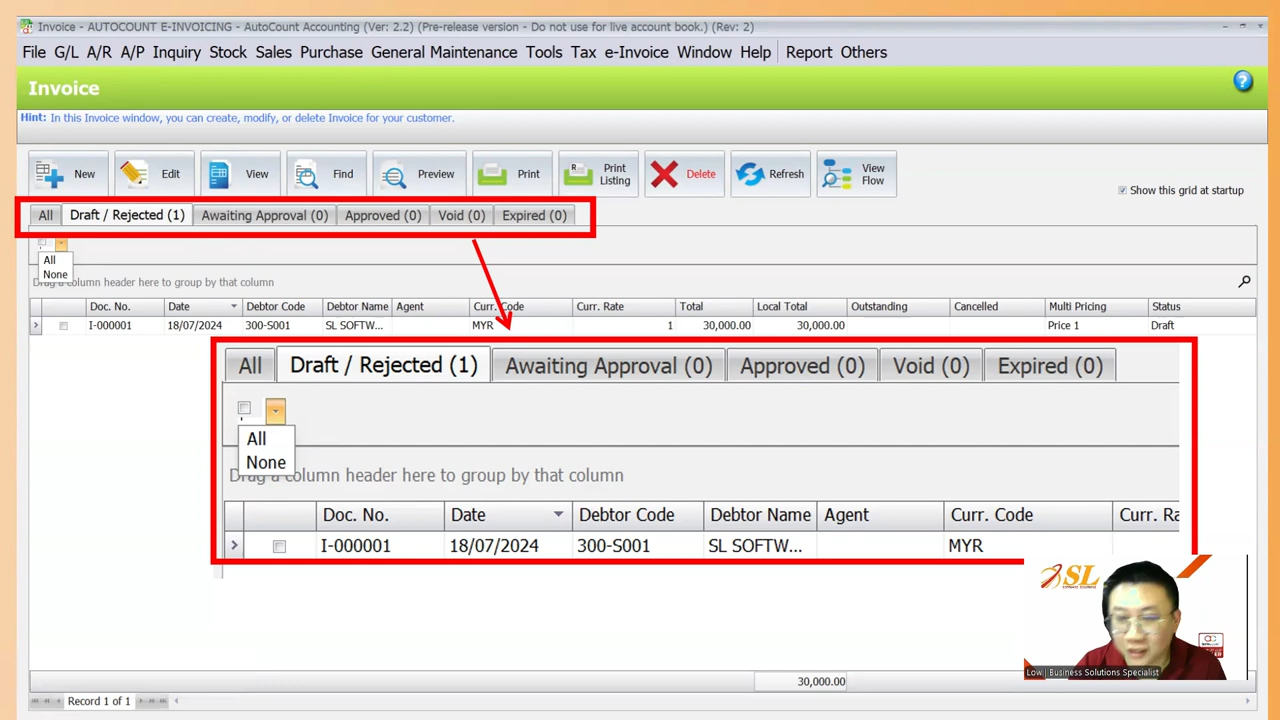 Invoice - AUTOCOUNT E-INVOICING - AutoCount Accounting (Ver: 2.2) (Pre-release version - Do not use for live account book.) (Rev: 2)
File G/L A/R A/P Inquiry Stock Sales Purchase General Maintenance Tools Tax e-Invoice Window Help Report Others
Invoice
Hint: In this Invoice window, you can create, modify, or delete Invoice for your customer.
New Edit View Find Preview Print Print Listing Delete Refresh View Flow
Show this grid at startup
All Draft / Rejected (1) Awaiting Approval (0) Approved (0) Void (0) Expired (0)
All
None
Drag a column header here to group by that column
Doc. No. Date Debtor Code Debtor Name Agent Curr. Code Curr. Rate Total Local Total Outstanding Cancelled Multi Pricing Status
I-000001 18/07/2024 300-S001 SL SOFTW... MYR 1 30,000.00 30,000.00 Price 1 Draft
All Draft / Rejected (1) Awaiting Approval (0) Approved (0) Void (0) Expired (0)
All
None
Drag a column header here to group by that column
Doc. No. Date Debtor Code Debtor Name Agent Curr. Code Curr. Ra
I-000001 18/07/2024 300-S001 SL SOFTW... MYR
SL
Low | Business Solutions Specialist
30,000.00
Record 1 of 1